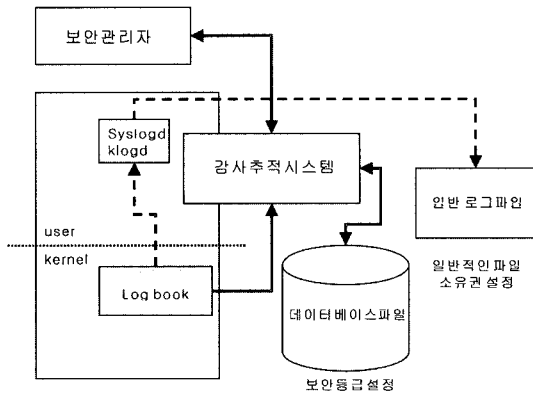 보안관리자
Syslogd
klogd
감사추적시스템
일반로그파일
user
kernel
일반적인파일
소유권설정
Log book
데이터베이스파일
보안등급설정